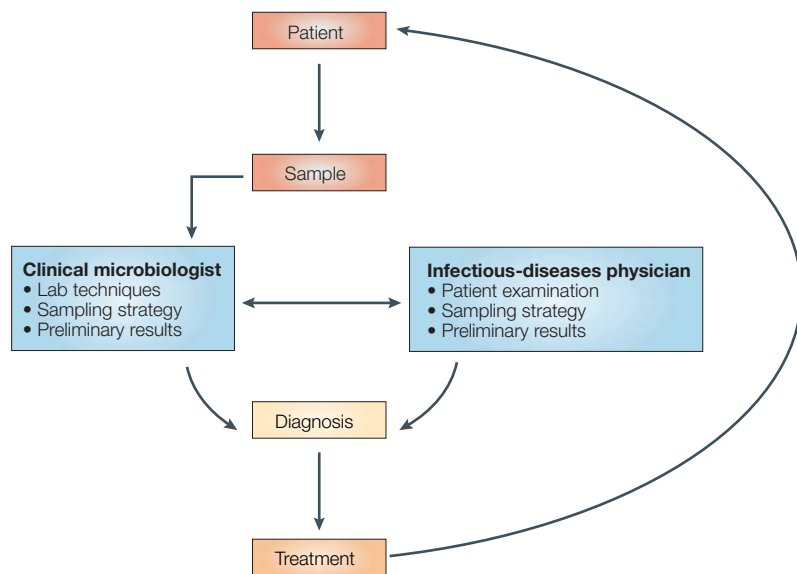 Patient
Sample
Clinical microbiologist
• Lab techniques
• Sampling strategy
• Preliminary results
Infectious-diseases physician
• Patient examination
• Sampling strategy
• Preliminary results
Diagnosis
Treatment